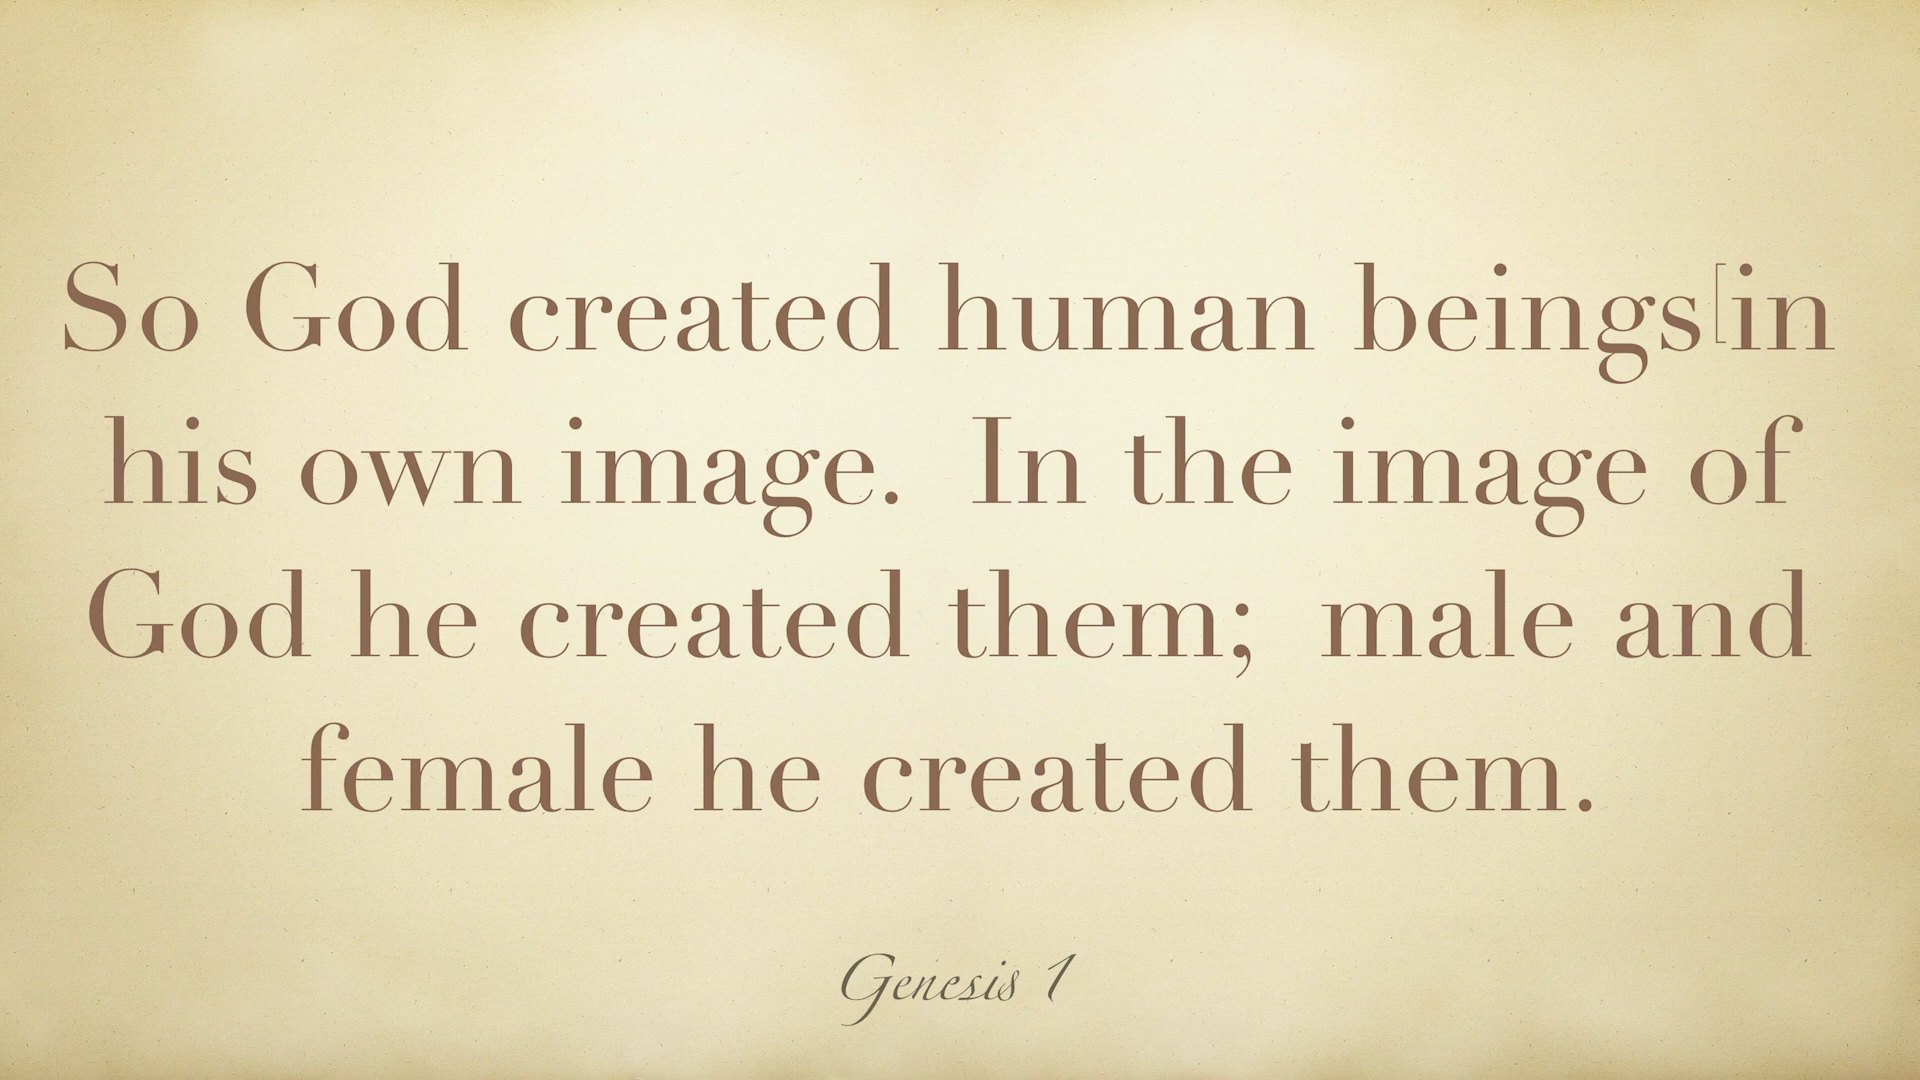 So God created human beings[in
his own image.  In the image of
God he created them;  male and
female he created them.
Genesis 1